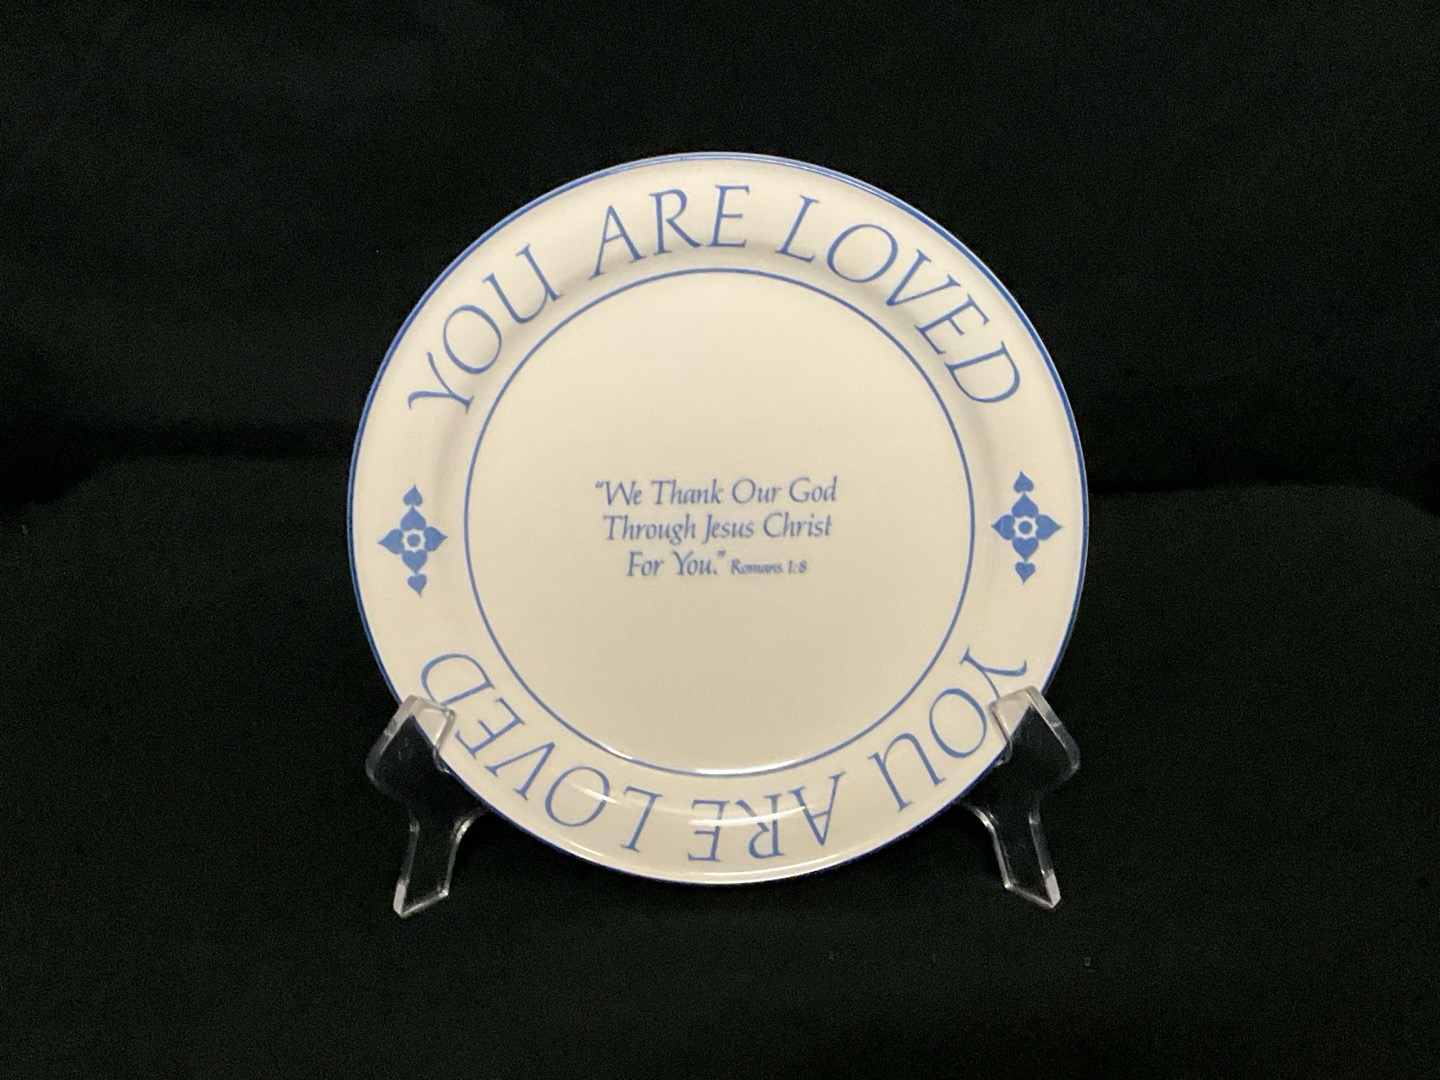 YOU ARE LOVED
"We Thank Our God
Through Jesus Christ
For You." Romans 1:8
YOU ARE LOVED